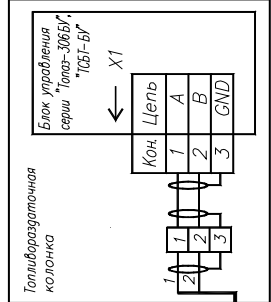 Блок управления
серии "Топаз-306БУ",
"ТСБТ-БУ"
X1
Кон. Цепь
1 A
2 B
3 GND
Топливораздаточная
колонка
1
2
3
1
2